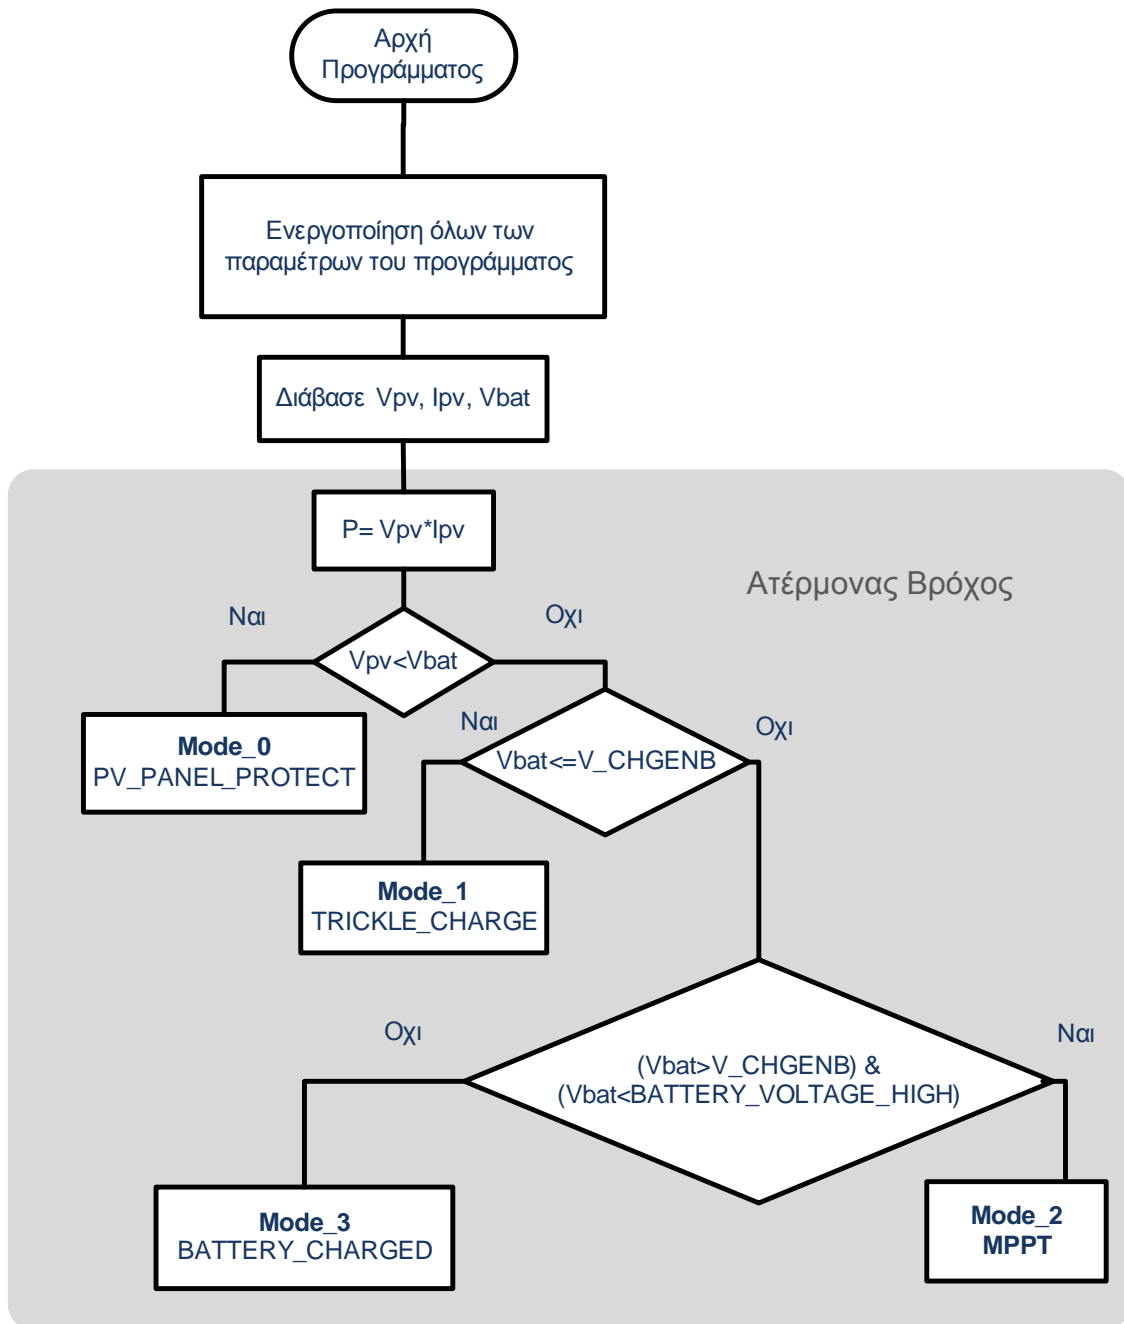 Αρχή
Προγράμματος
Ενεργοποίηση όλων των
παραμέτρων του προγράμματος
Διάβασε Vpv, Ipv, Vbat
P= Vpv*Ipv
Ατέρμονας Βρόχος
Ναι
Οχι
Vpv<Vbat
Ναι
Οχι
Mode_0
PV_PANEL_PROTECT
Vbat<=V_CHGENB
Mode_1
TRICKLE_CHARGE
Οχι
Ναι
(Vbat>V_CHGENB) &
(Vbat<BATTERY_VOLTAGE_HIGH)
Mode_3
BATTERY_CHARGED
Mode_2
MPPT